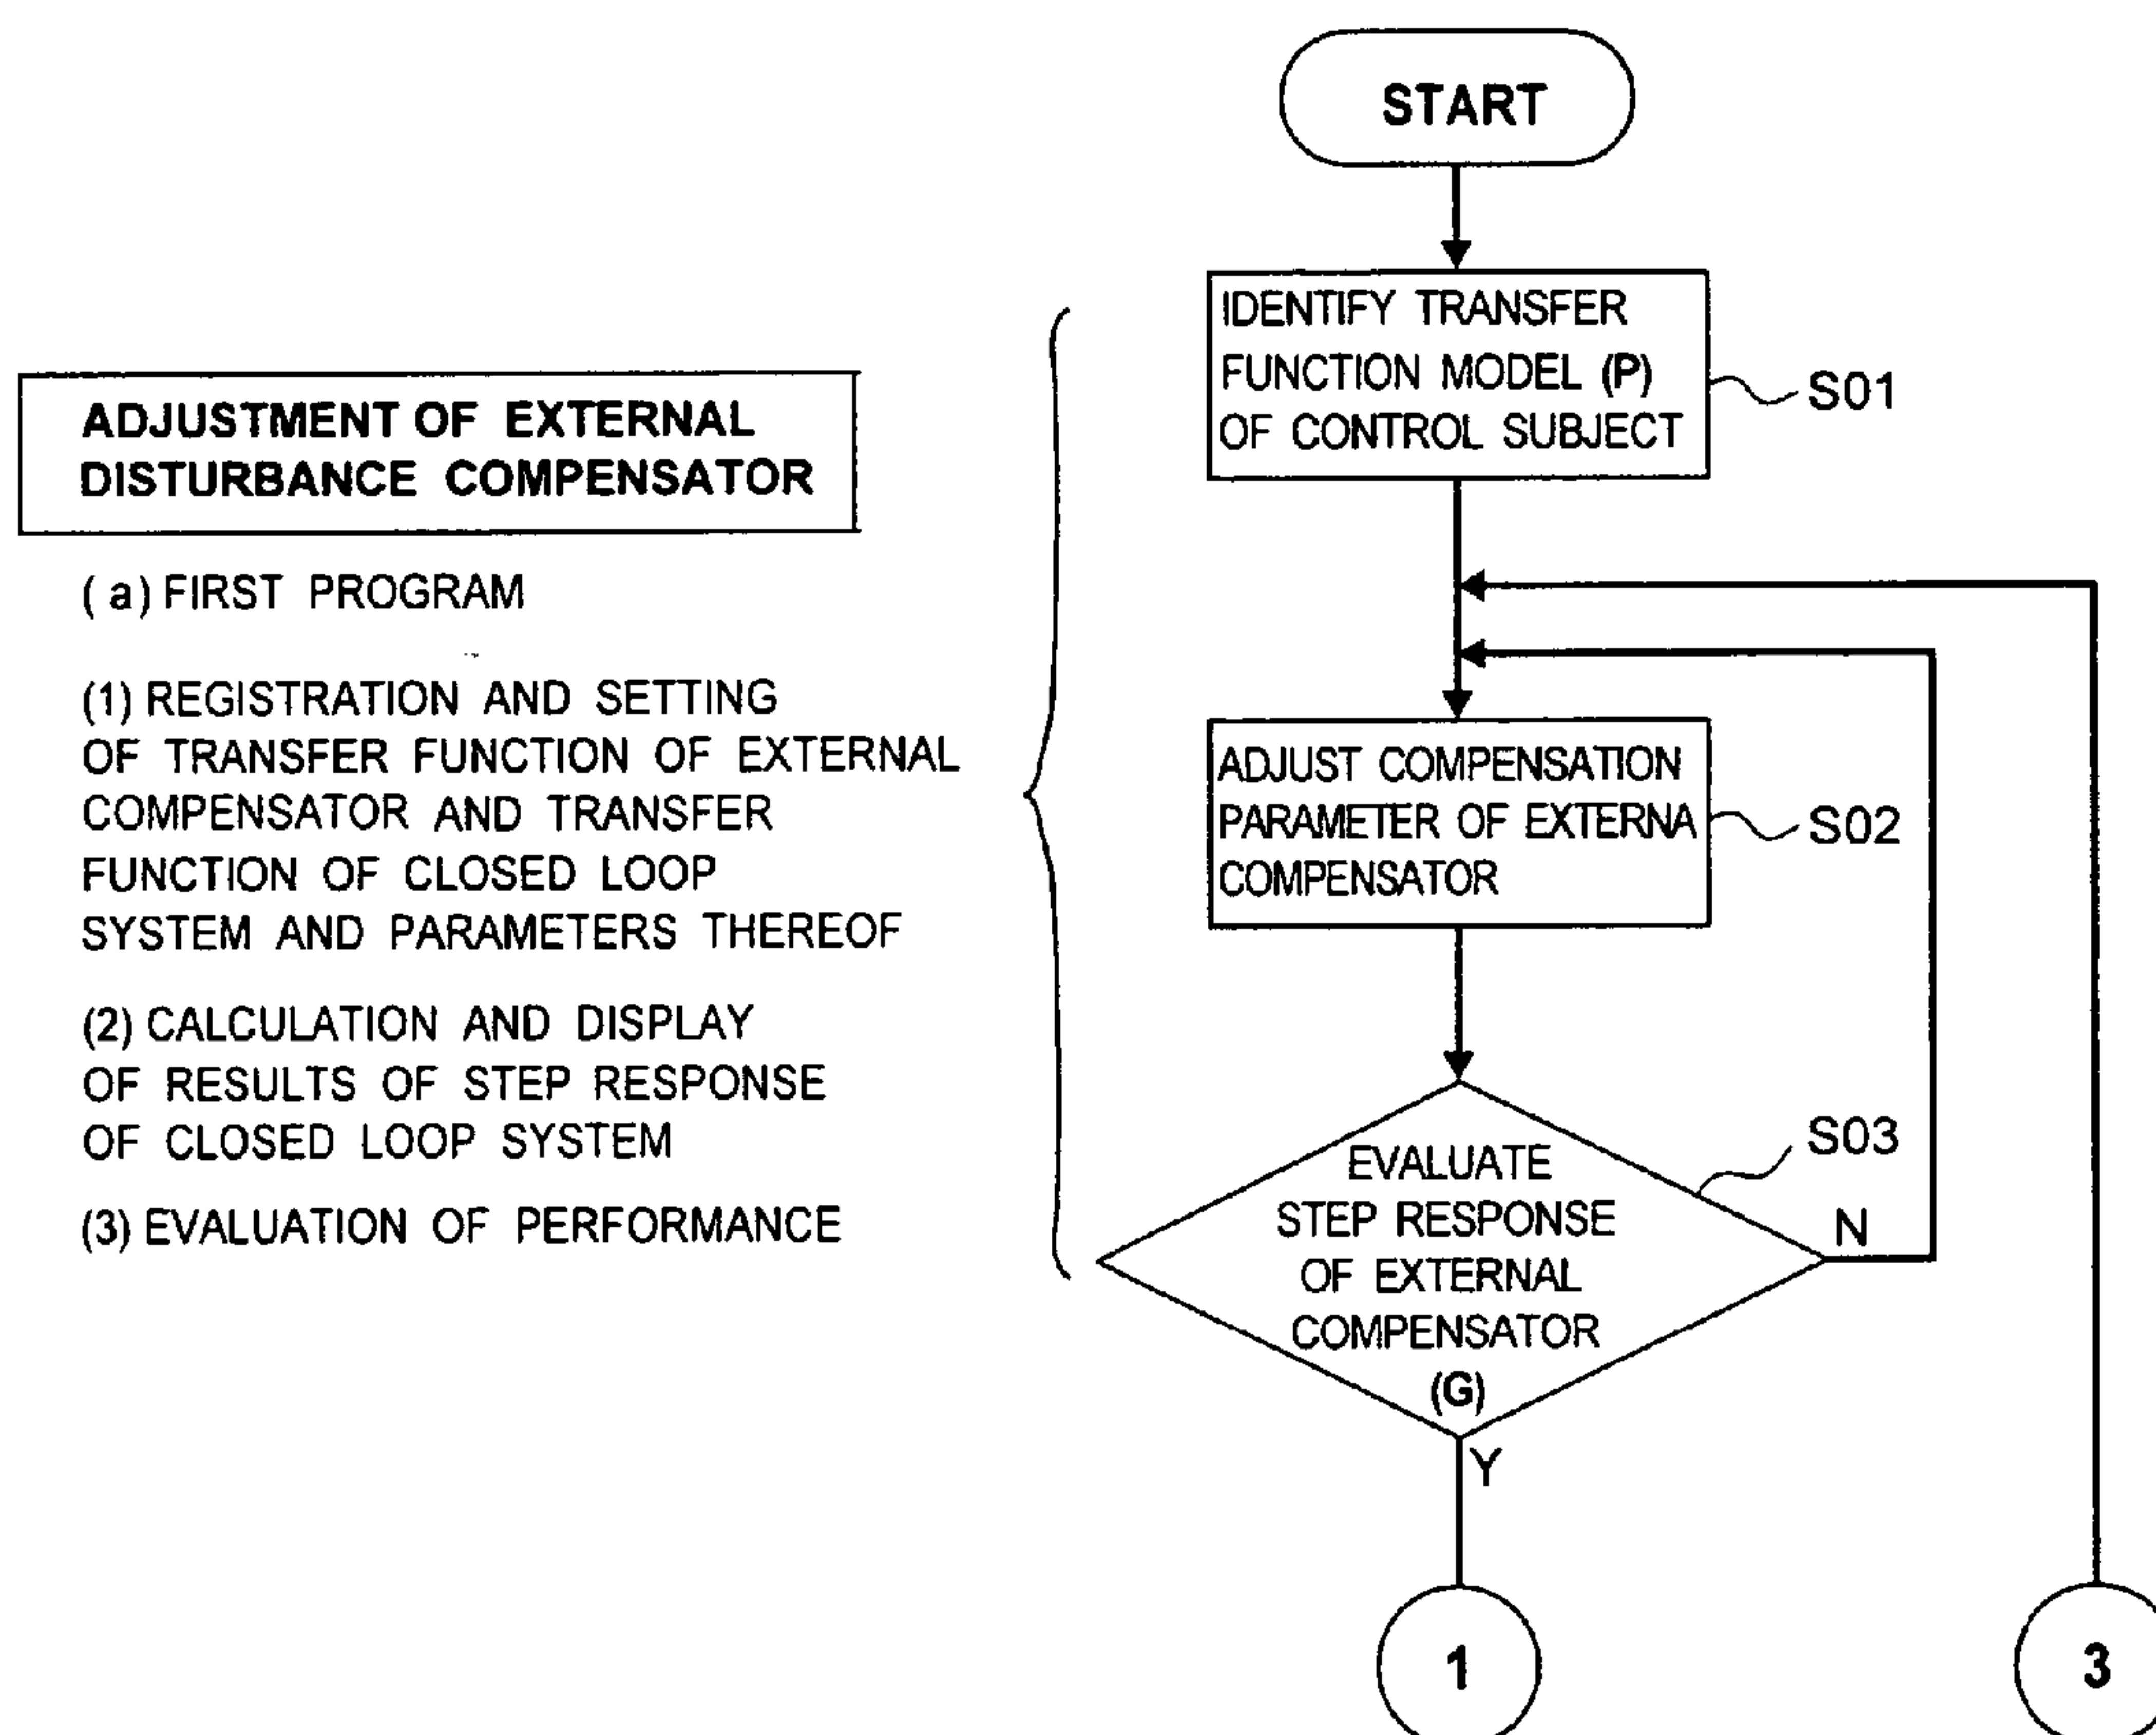 START
IDENTIFY TRANSFER
FUNCTION MODEL (P)
OF CONTROL SUBJECT
S01
ADJUSTMENT OF EXTERNAL
DISTURBANCE COMPENSATOR
(a) FIRST PROGRAM
(1) REGISTRATION AND SETTING
OF TRANSFER FUNCTION OF EXTERNAL
COMPENSATOR AND TRANSFER
FUNCTION OF CLOSED LOOP
SYSTEM AND PARAMETERS THEREOF
(2) CALCULATION AND DISPLAY
OF RESULTS OF STEP RESPONSE
OF CLOSED LOOP SYSTEM
(3) EVALUATION OF PERFORMANCE
ADJUST COMPENSATION
PARAMETER OF EXTERNA
COMPENSATOR
S02
EVALUATE
STEP RESPONSE
OF EXTERNAL
COMPENSATOR
(G)
S03
N
Y
1
3